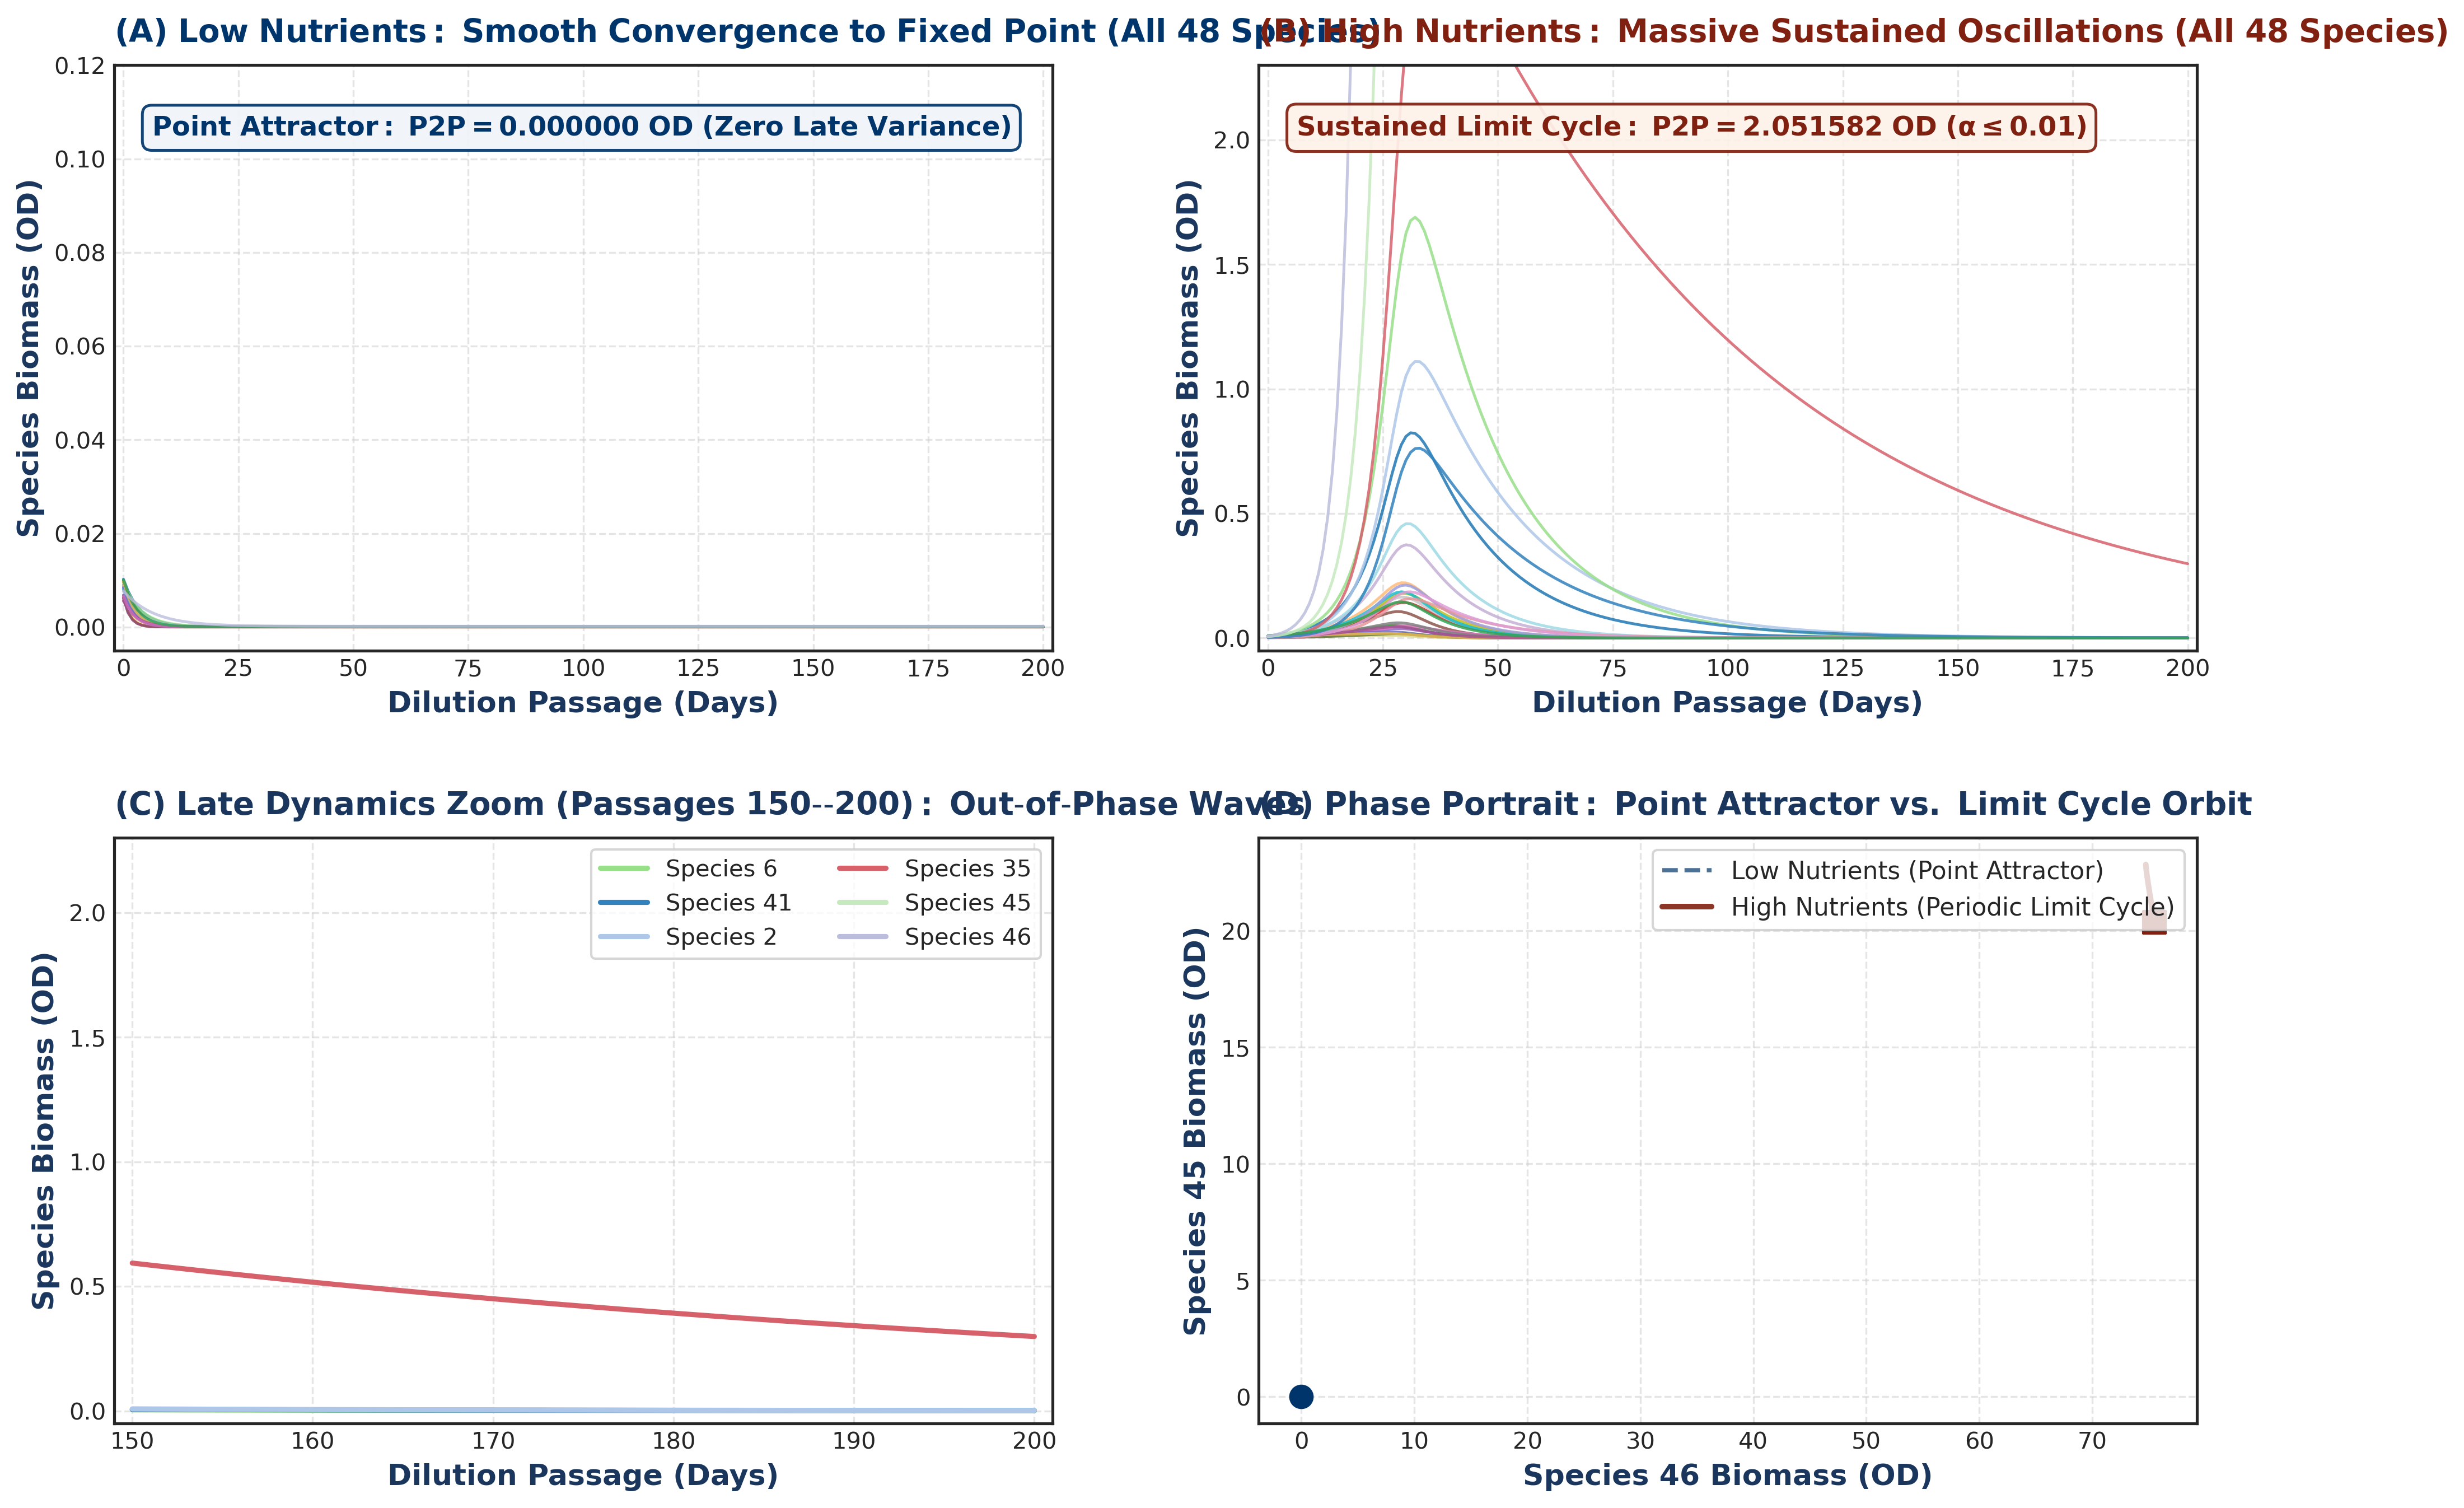 (A) Low Nutrients: Smooth Convergence to Fixed Point (All 48 Species)
0.12
0.10
0.08
0.06
0.04
0.02
0.00
Species Biomass (OD)
Point Attractor: P2P=0.000000 OD (Zero Late Variance)
0 25 50 75 100 125 150 175 200
Dilution Passage (Days)
(B) High Nutrients: Massive Sustained Oscillations (All 48 Species)
2.0
1.5
1.0
0.5
0.0
Species Biomass (OD)
Sustained Limit Cycle: P2P=2.051582 OD (α≤0.01)
0 25 50 75 100 125 150 175 200
Dilution Passage (Days)
(C) Late Dynamics Zoom (Passages 150--200): Out-of-Phase Waves
2.0
1.5
1.0
0.5
0.0
Species Biomass (OD)
Species 6
Species 41
Species 2
Species 35
Species 45
Species 46
150 160 170 180 190 200
Dilution Passage (Days)
(D) Phase Portrait: Point Attractor vs. Limit Cycle Orbit
20
15
10
5
0
Species 45 Biomass (OD)
Low Nutrients (Point Attractor)
High Nutrients (Periodic Limit Cycle)
0 10 20 30 40 50 60 70
Species 46 Biomass (OD)